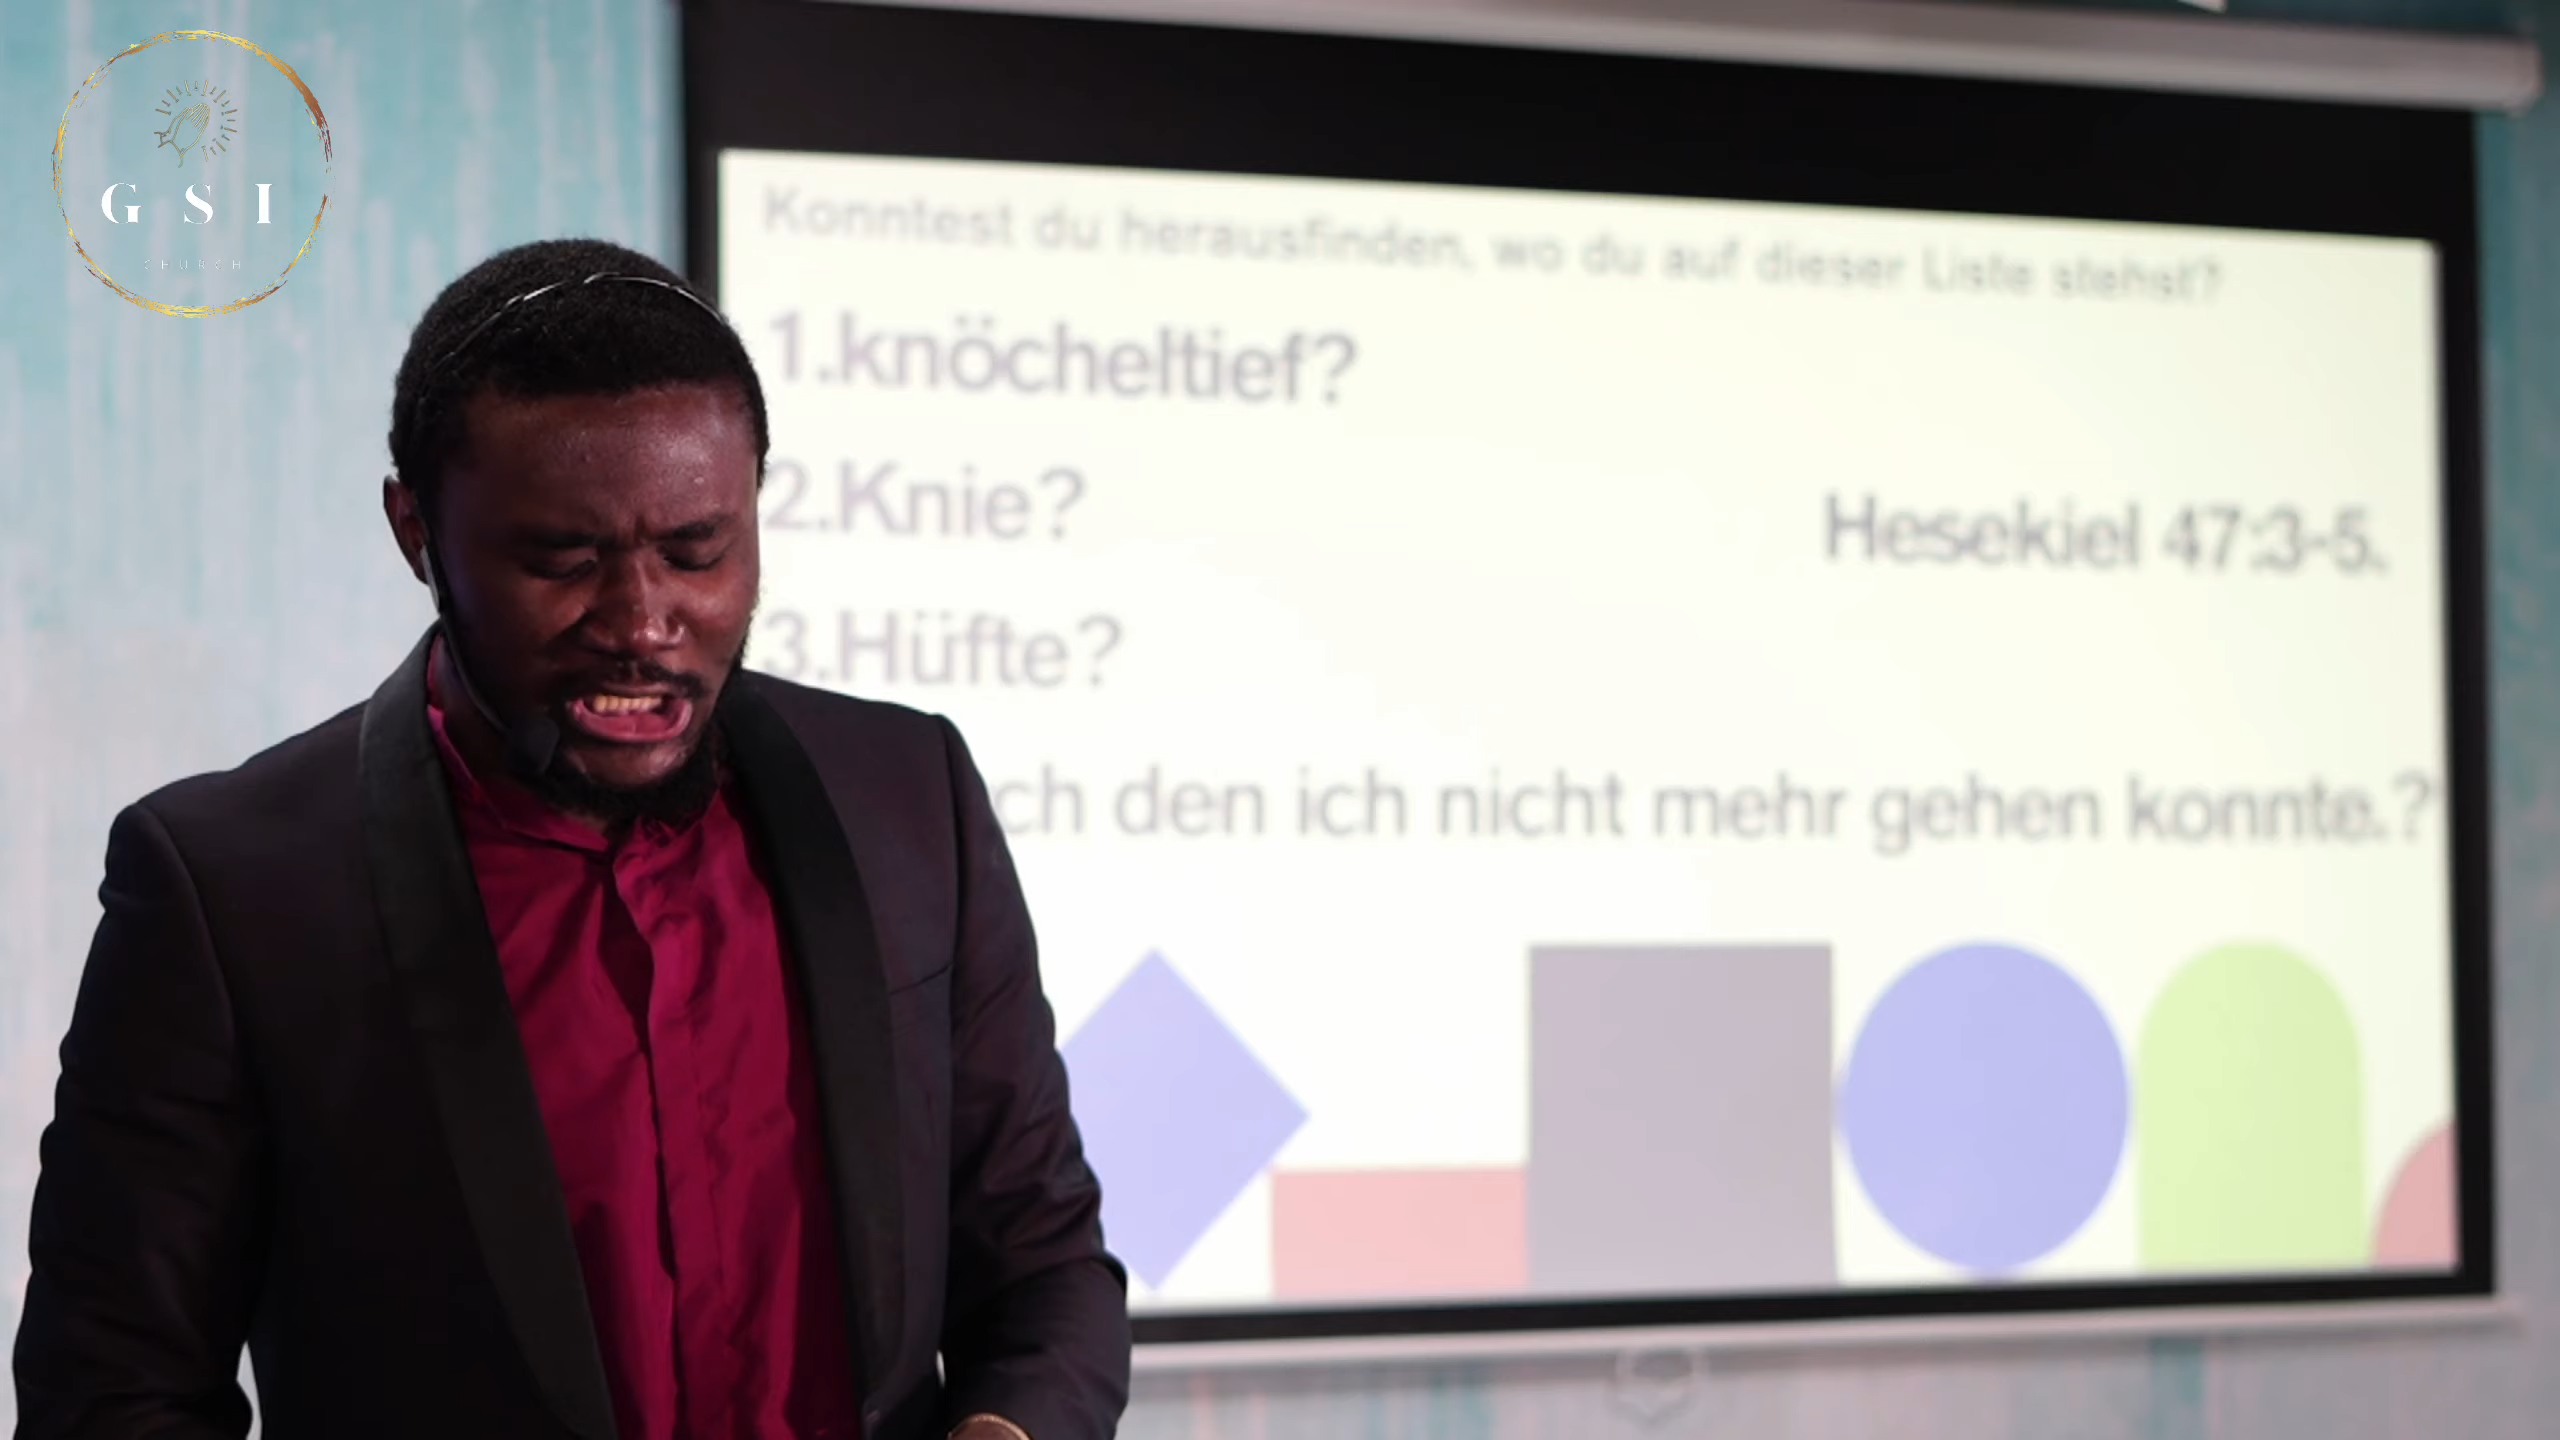 G S I
CHURCH
Konntest du herausfinden, wo du auf dieser Liste stehst?
1.knöcheltief?
2.Knie?
Hesekiel 47:3-5.
3.Hüfte?
ch den ich nicht mehr gehen konnte.?